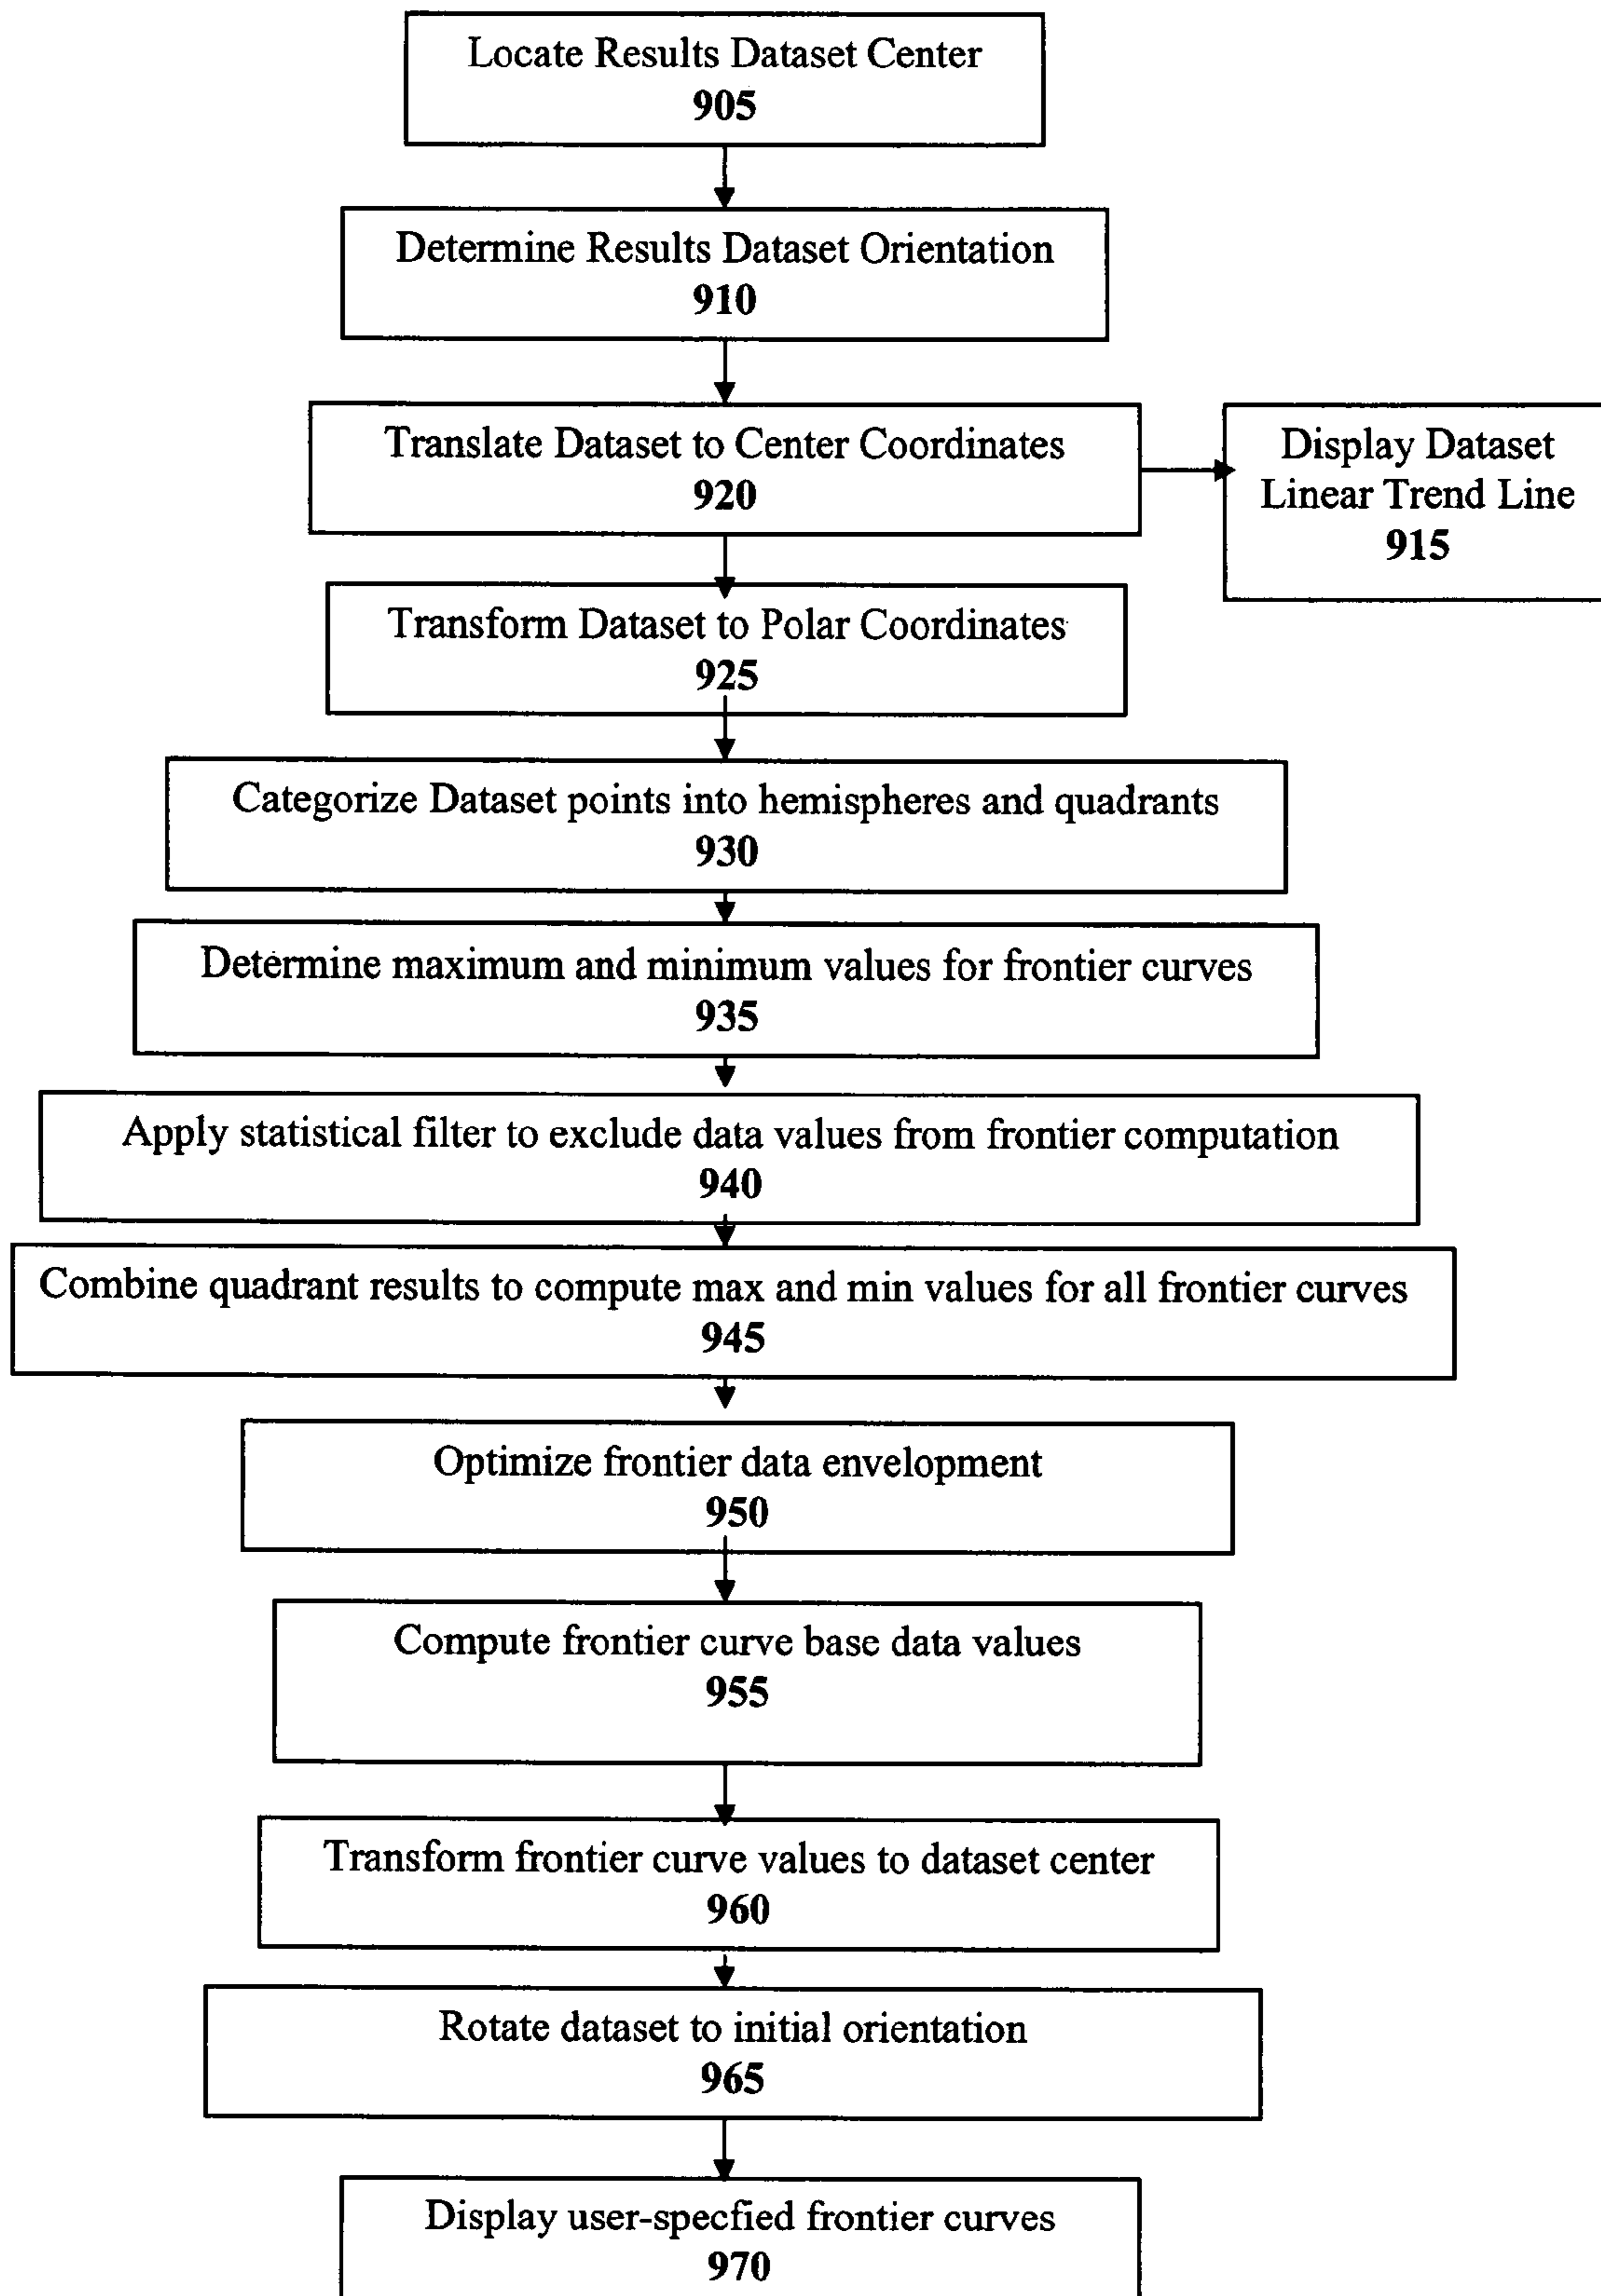 Locate Results Dataset Center
905
Determine Results Dataset Orientation
910
Translate Dataset to Center Coordinates
920
Display Dataset
Linear Trend Line
915
Transform Dataset to Polar Coordinates
925
Categorize Dataset points into hemispheres and quadrants
930
Determine maximum and minimum values for frontier curves
935
Apply statistical filter to exclude data values from frontier computation
940
Combine quadrant results to compute max and min values for all frontier curves
945
Optimize frontier data envelopment
950
Compute frontier curve base data values
955
Transform frontier curve values to dataset center
960
Rotate dataset to initial orientation
965
Display user-specfied frontier curves
970